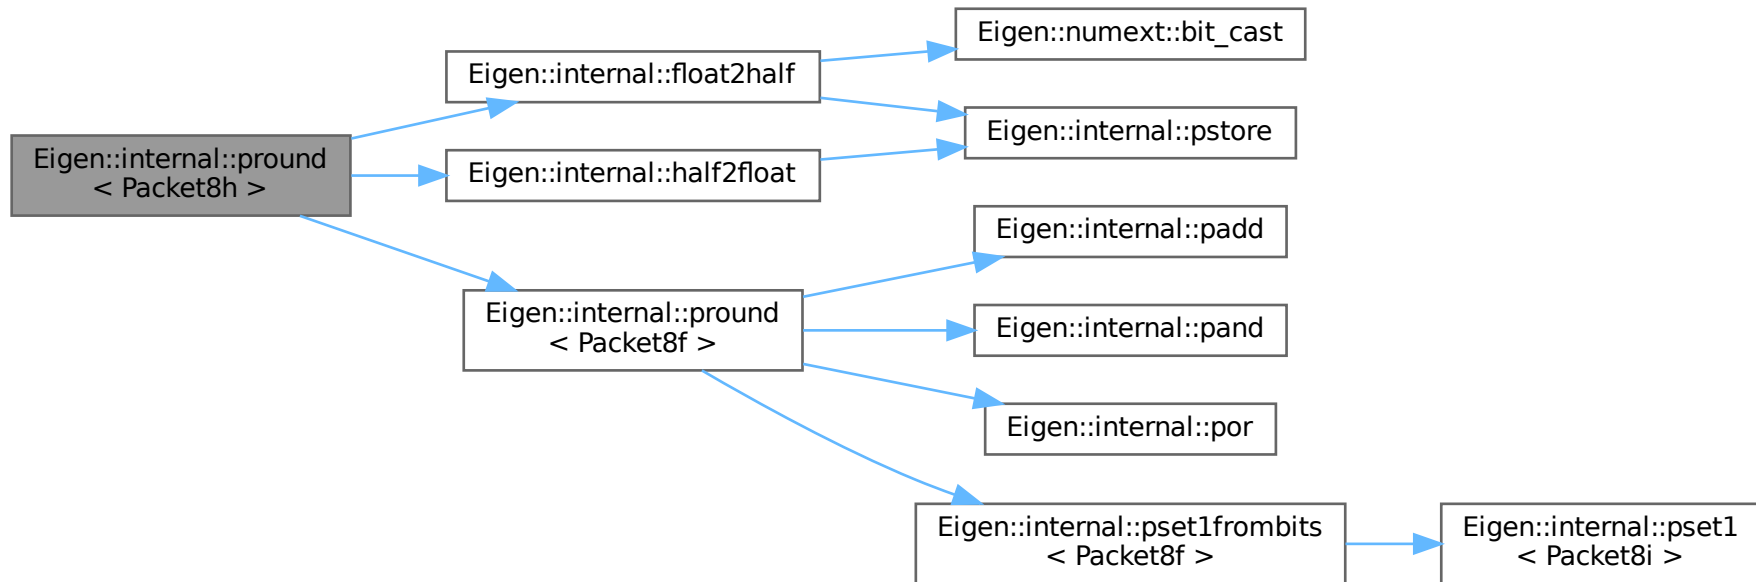 Eigen::internal::pround
< Packet8h >
Eigen::internal::float2half
Eigen::numext::bit_cast
Eigen::internal::pstore
Eigen::internal::half2float
Eigen::internal::pround
< Packet8f >
Eigen::internal::padd
Eigen::internal::pand
Eigen::internal::por
Eigen::internal::pset1frombits
< Packet8f >
Eigen::internal::pset1
< Packet8i >